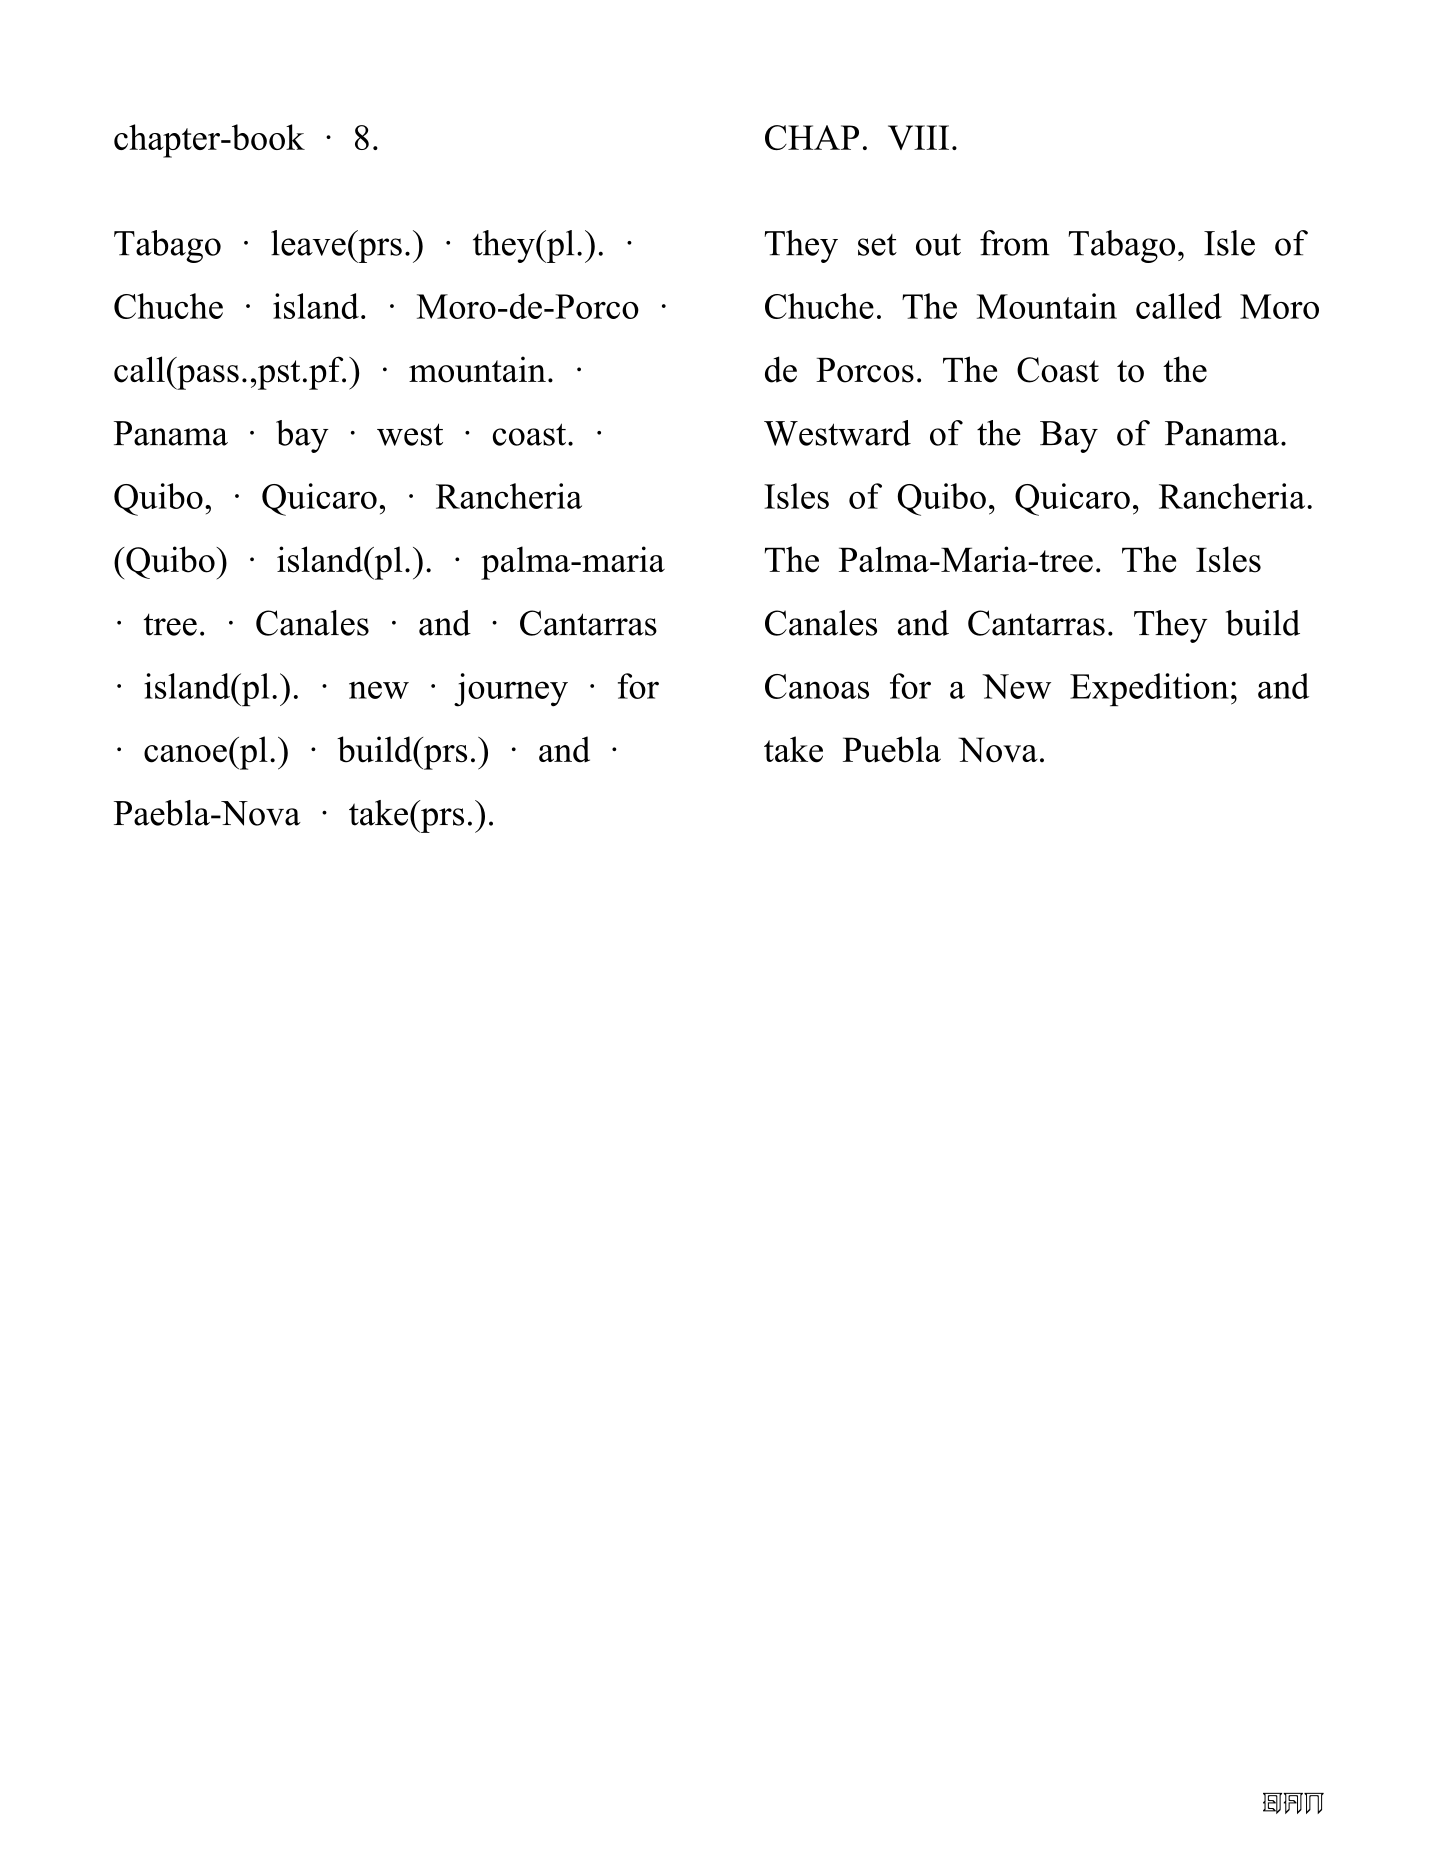 chapter-book · 8.
Tabago · leave(prs.) · they(pl.). ·
Chuche · island. · Moro-de-Porco ·
call(pass.,pst.pf.) · mountain. ·
Panama · bay · west · coast. ·
Quibo, · Quicaro, · Rancheria
(Quibo) · island(pl.). · palma-maria
· tree. · Canales · and · Cantarras
· island(pl.). · new · journey · for
· canoe(pl.) · build(prs.) · and ·
Paebla-Nova · take(prs.).
CHAP. VIII.
They set out from Tabago, Isle of
Chuche. The Mountain called Moro
de Porcos. The Coast to the
Westward of the Bay of Panama.
Isles of Quibo, Quicaro, Rancheria.
The Palma-Maria-tree. The Isles
Canales and Cantarras. They build
Canoas for a New Expedition; and
take Puebla Nova.